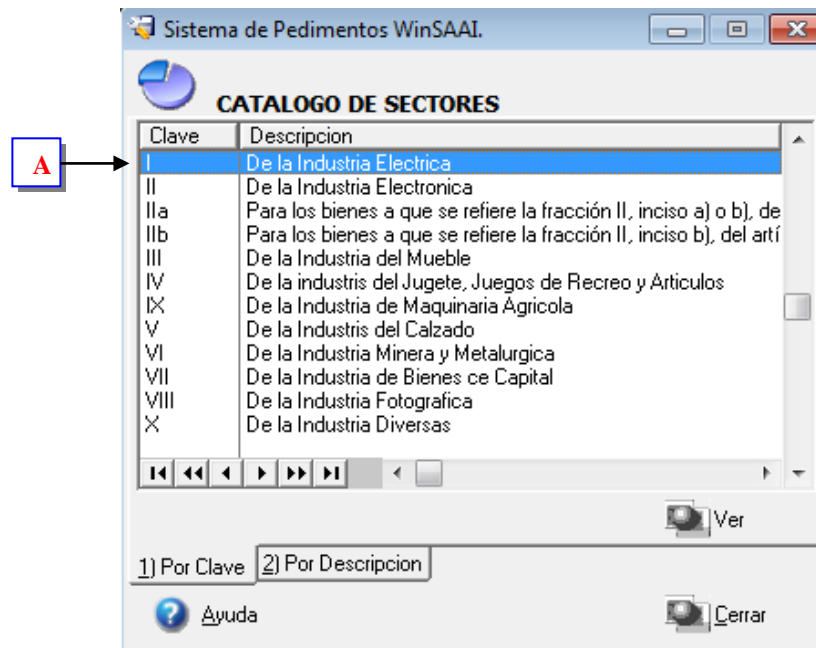 Sistema de Pedimentos WinSAAI.
CATALOGO DE SECTORES
Clave Descripcion
A
I De la Industria Electrica
II De la Industria Electronica
IIa Para los bienes a que se refiere la fracción II, inciso a) o b), de
IIb Para los bienes a que se refiere la fracción II, inciso b), del artí
III De la Industria del Mueble
IV De la industris del Jugete, Juegos de Recreo y Articulos
IX De la Industria de Maquinaria Agricola
V De la Industris del Calzado
VI De la Industria Minera y Metalurgica
VII De la Industria de Bienes ce Capital
VIII De la Industria Fotografica
X De la Industria Diversas
Ver
1) Por Clave 2) Por Descripcion
Ayuda Cerrar